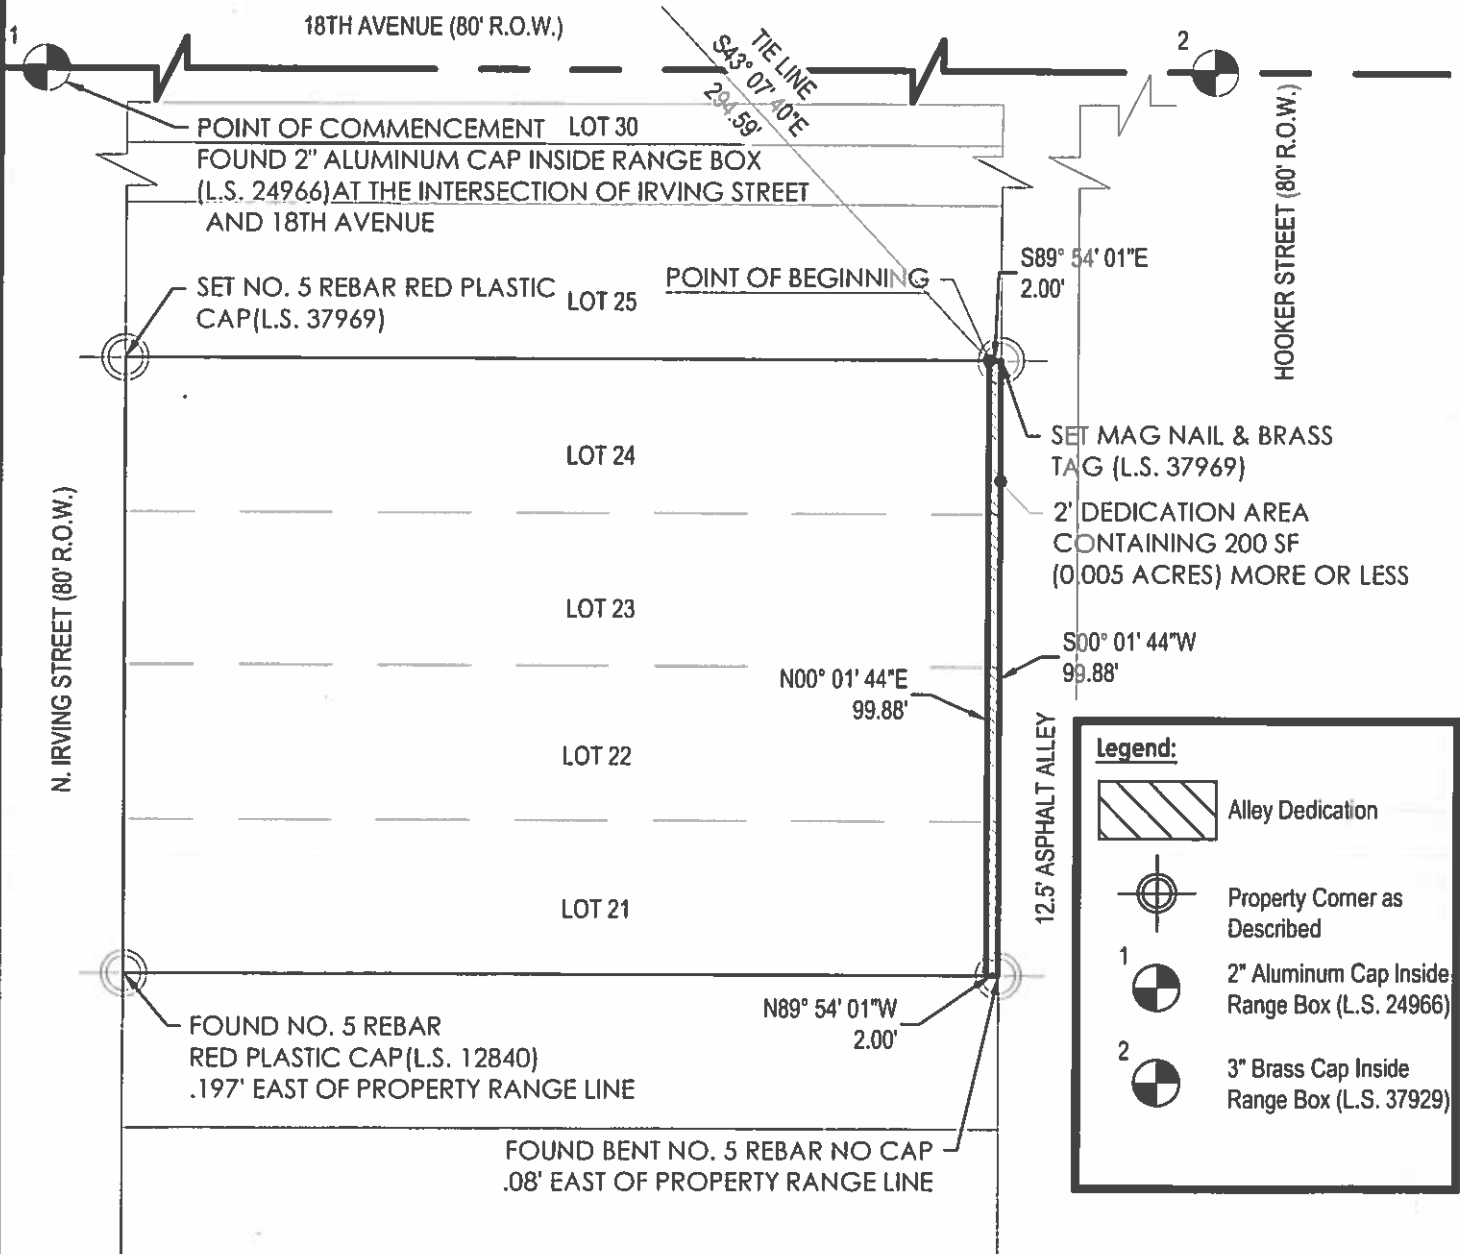 18TH AVENUE (80' R.O.W.)
1
2
TIE LINE
S43° 07' 40"E
294.59'
HOOKER STREET (80' R.O.W.)
POINT OF COMMENCEMENT LOT 30
FOUND 2" ALUMINUM CAP INSIDE RANGE BOX
(L.S. 24966) AT THE INTERSECTION OF IRVING STREET
AND 18TH AVENUE
SET NO. 5 REBAR RED PLASTIC
CAP(L.S. 37969)
LOT 25
POINT OF BEGINNING
S89° 54' 01"E
2.00'
LOT 24
SET MAG NAIL & BRASS
TAG (L.S. 37969)
2' DEDICATION AREA
CONTAINING 200 SF
(0.005 ACRES) MORE OR LESS
N. IRVING STREET (80' R.O.W.)
LOT 23
N00° 01' 44"E
99.88'
S00° 01' 44"W
99.88'
LOT 22
12.5' ASPHALT ALLEY
LOT 21
N89° 54' 01"W
2.00'
FOUND NO. 5 REBAR
RED PLASTIC CAP(L.S. 12840)
.197' EAST OF PROPERTY RANGE LINE
FOUND BENT NO. 5 REBAR NO CAP
.08' EAST OF PROPERTY RANGE LINE
Legend:
Alley Dedication
Property Corner as
Described
1
2" Aluminum Cap Inside
Range Box (L.S. 24966)
2
3" Brass Cap Inside
Range Box (L.S. 37929)